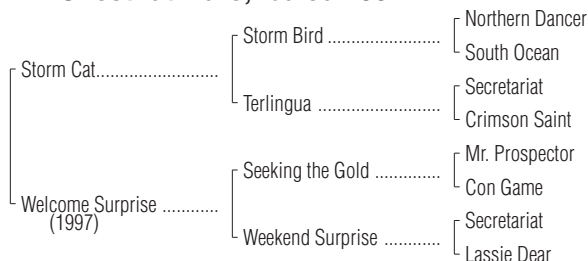 Northern Dancer
Storm Bird ........................
South Ocean
Storm Cat..........................
Secretariat
Terlingua ..........................
Crimson Saint
Mr. Prospector
Seeking the Gold ................
Con Game
Welcome Surprise ............
(1997)
Secretariat
Weekend Surprise ............
Lassie Dear